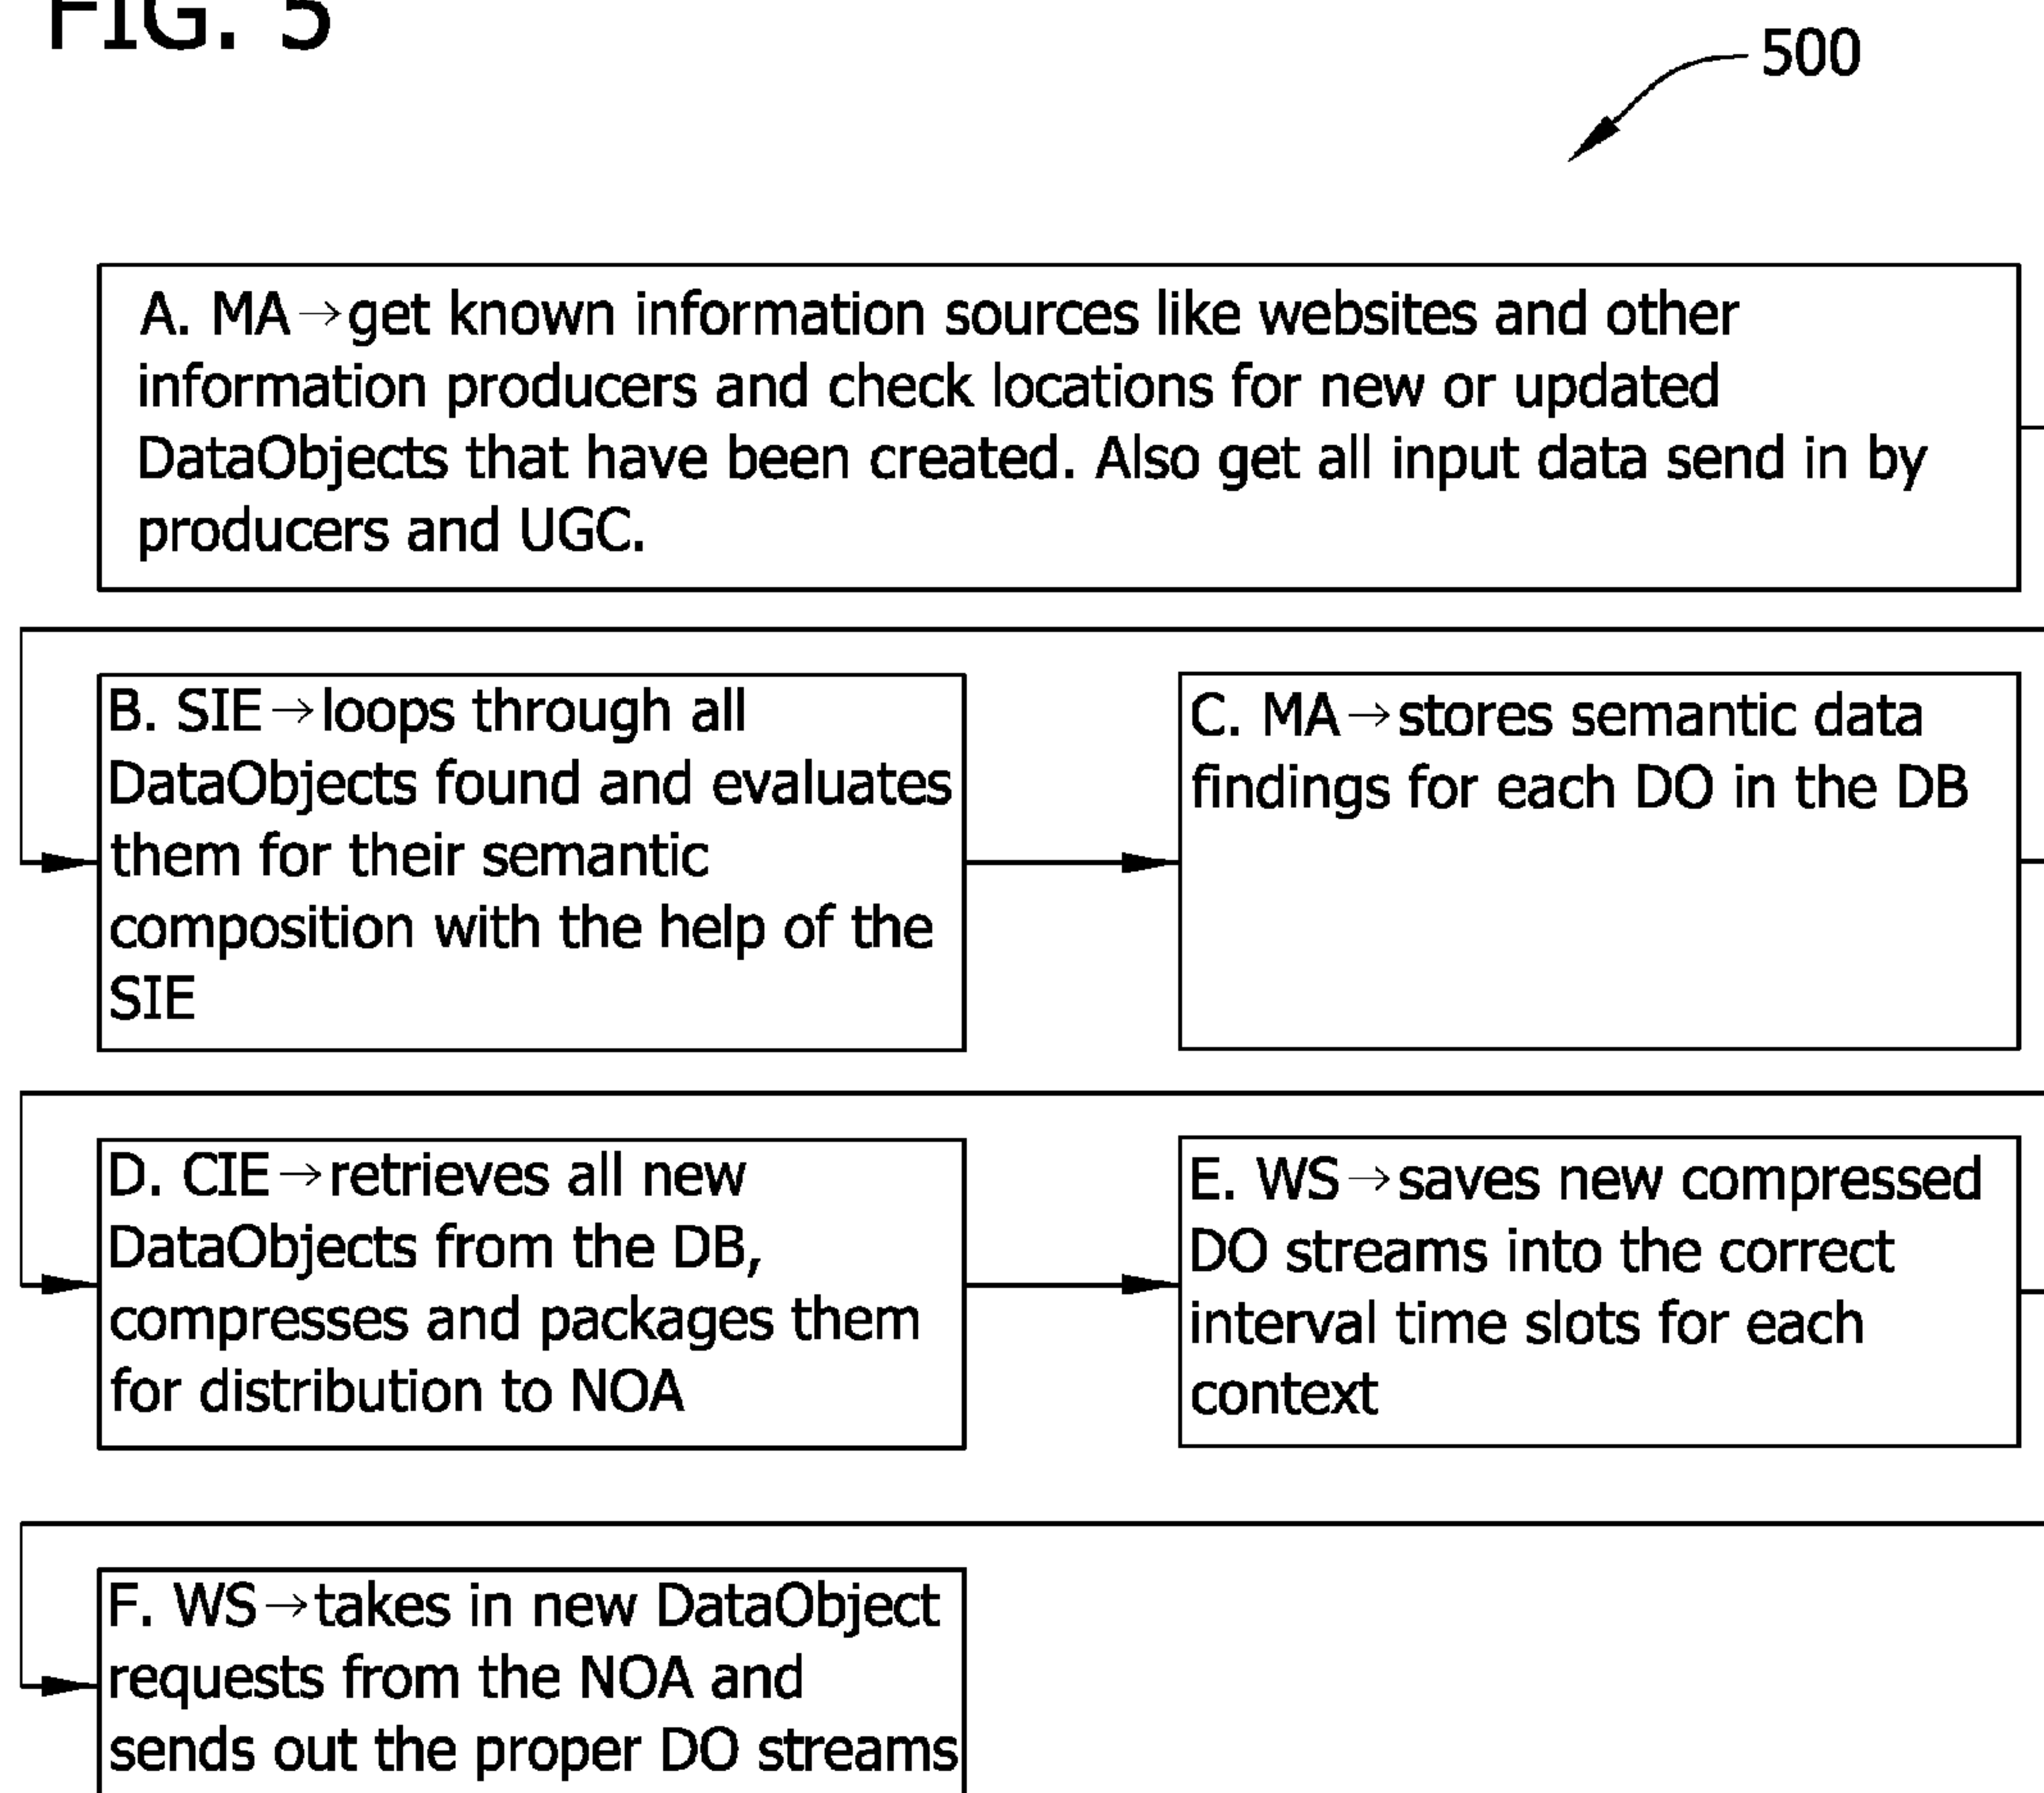 FIG. 5
500
A. MA→get known information sources like websites and other
information producers and check locations for new or updated
DataObjects that have been created. Also get all input data send in by
producers and UGC.
B. SIE→loops through all
DataObjects found and evaluates
them for their semantic
composition with the help of the
SIE
C. MA→stores semantic data
findings for each DO in the DB
D. CIE→retrieves all new
DataObjects from the DB,
compresses and packages them
for distribution to NOA
E. WS→saves new compressed
DO streams into the correct
interval time slots for each
context
F. WS→takes in new DataObject
requests from the NOA and
sends out the proper DO streams